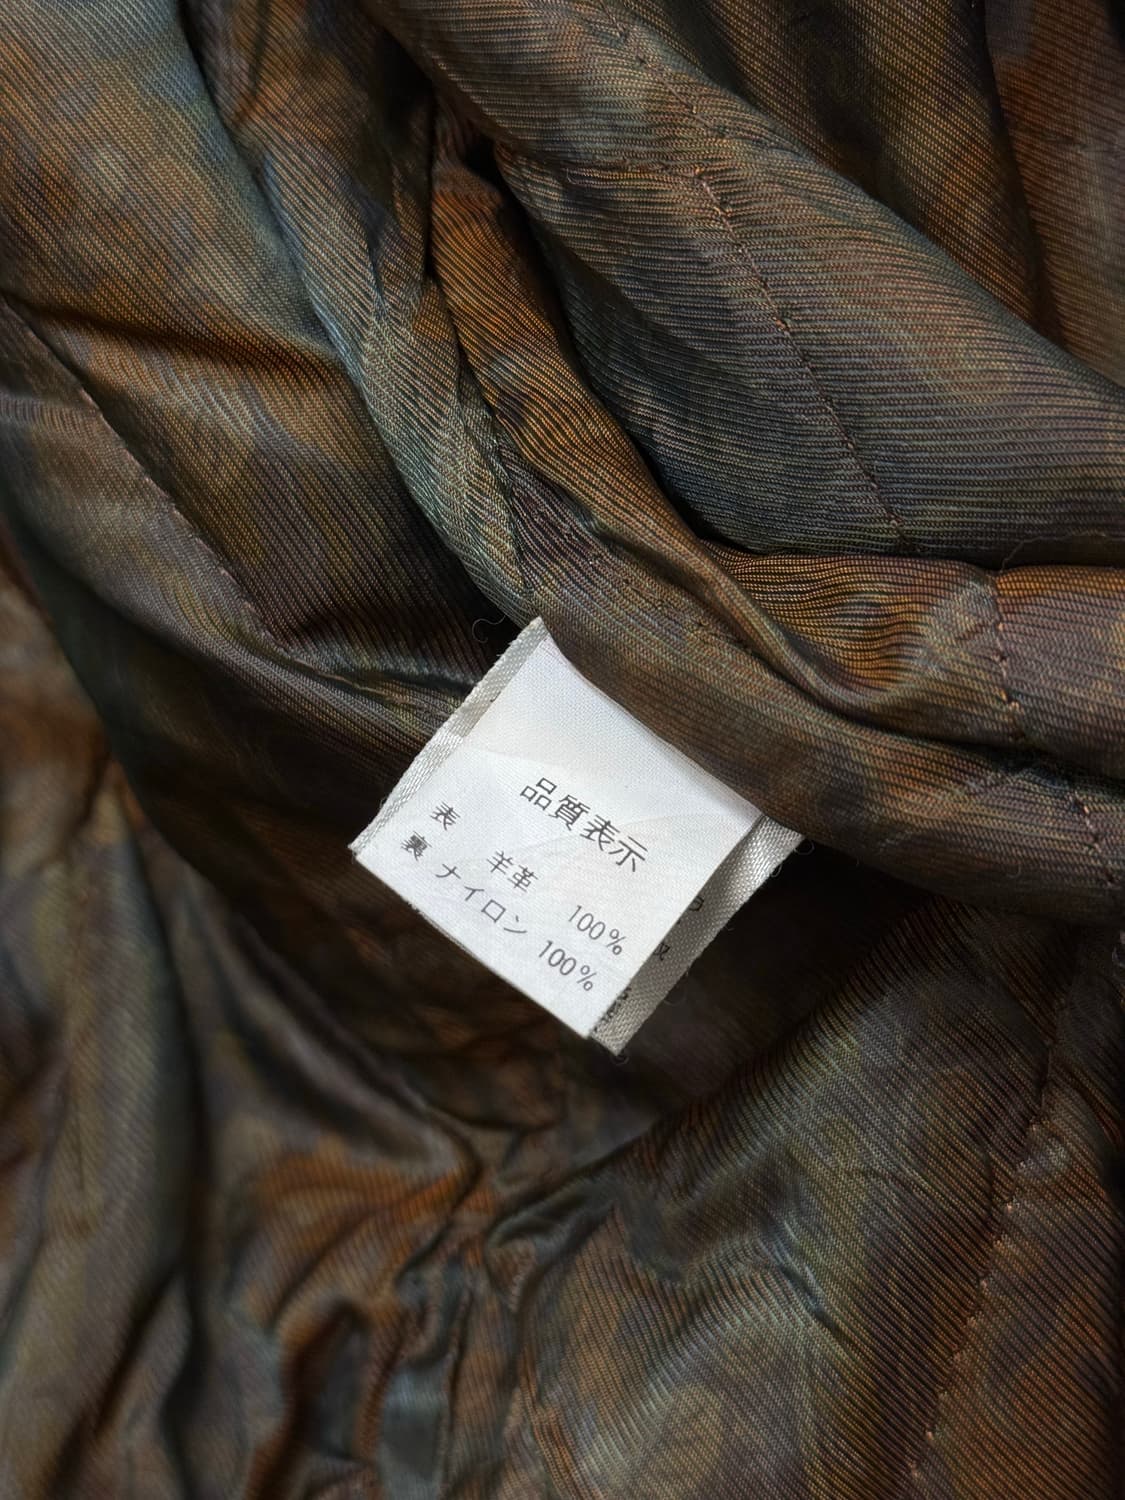 品質表示
表 羊革 100%
裏 ナイロン 100%